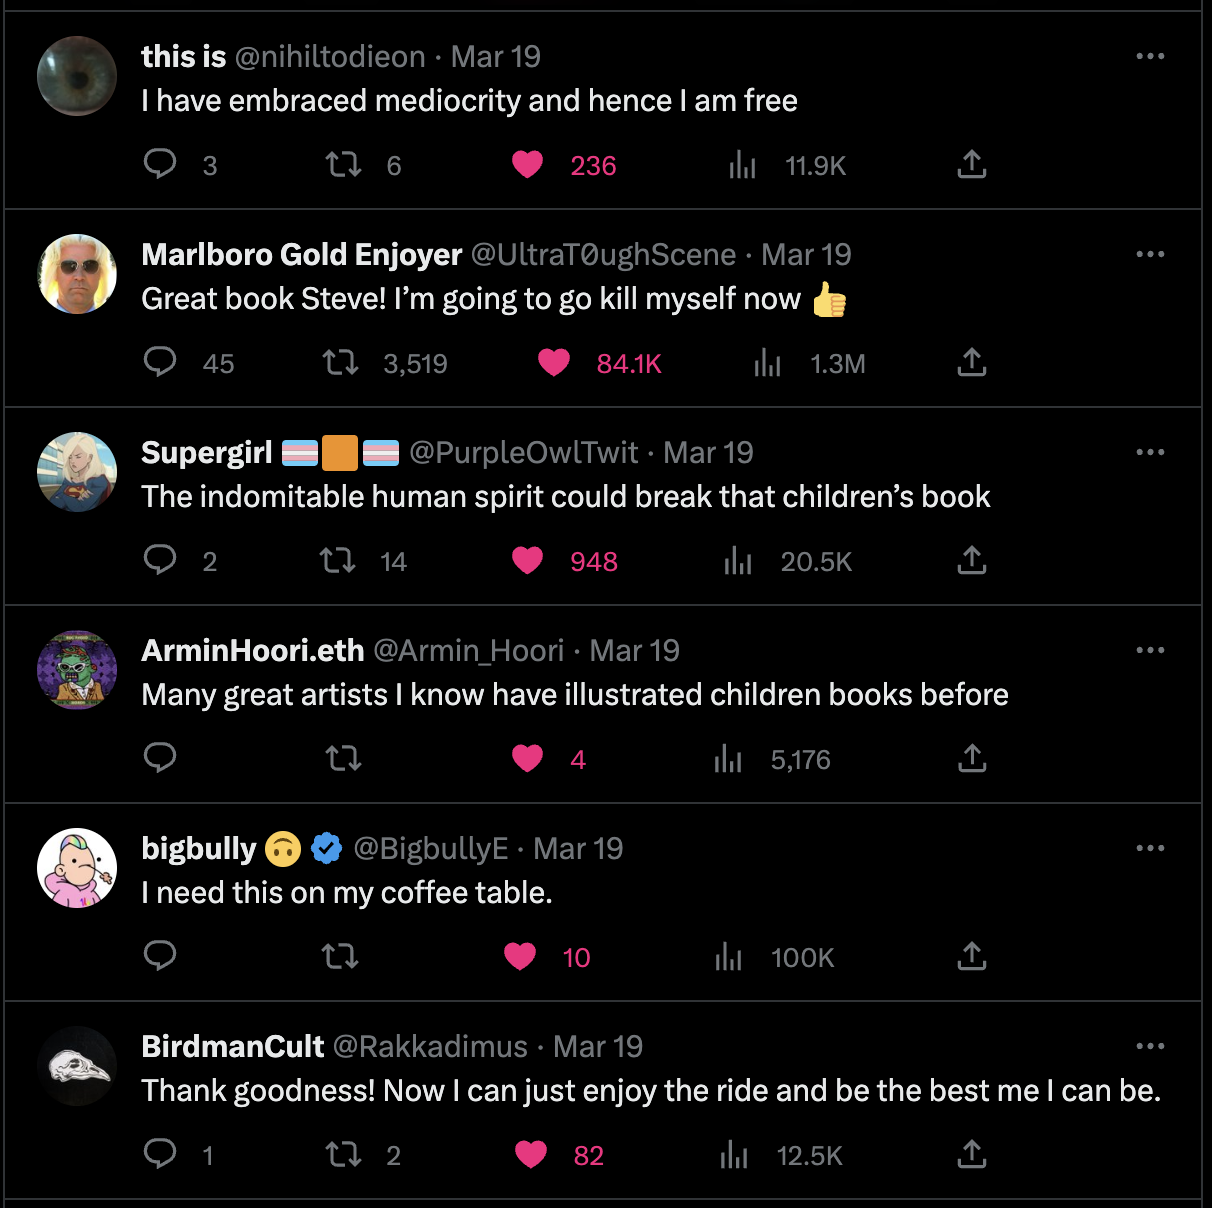 this is @nihiltodieon · Mar 19
I have embraced mediocrity and hence I am free
3 6 236 11.9K
Marlboro Gold Enjoyer @UltraT0ughScene · Mar 19
Great book Steve! I’m going to go kill myself now 👍
45 3,519 84.1K 1.3M
Supergirl 🏳️‍⚧️🟧🏳️‍⚧️ @PurpleOwlTwit · Mar 19
The indomitable human spirit could break that children’s book
2 14 948 20.5K
ArminHoori.eth @Armin_Hoori · Mar 19
Many great artists I know have illustrated children books before
4 5,176
bigbully 🙃 @BigbullyE · Mar 19
I need this on my coffee table.
10 100K
BirdmanCult @Rakkadimus · Mar 19
Thank goodness! Now I can just enjoy the ride and be the best me I can be.
1 2 82 12.5K